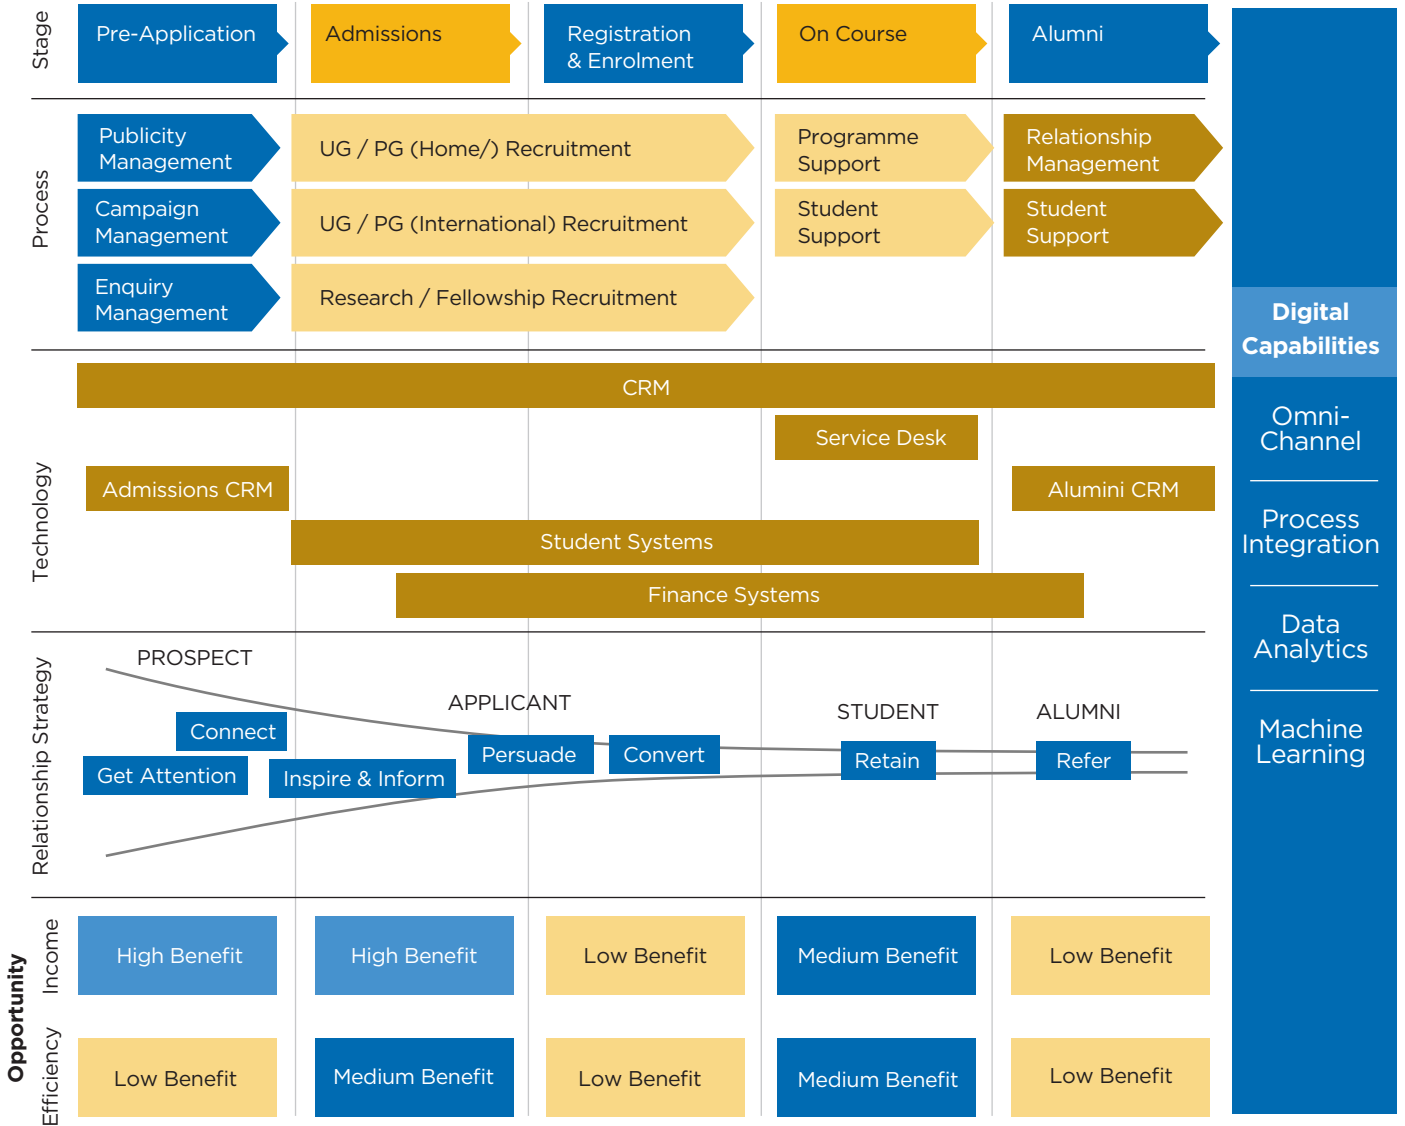 Stage
Pre-Application
Admissions
Registration
& Enrolment
On Course
Alumni
Process
Publicity
Management
UG / PG (Home/) Recruitment
Programme
Support
Relationship
Management
Campaign
Management
UG / PG (International) Recruitment
Student
Support
Student
Support
Enquiry
Management
Research / Fellowship Recruitment
Technology
CRM
Service Desk
Admissions CRM
Alumini CRM
Student Systems
Finance Systems
Relationship Strategy
PROSPECT
APPLICANT
STUDENT
ALUMNI
Connect
Get Attention
Inspire & Inform
Persuade
Convert
Retain
Refer
Opportunity
Income
High Benefit
High Benefit
Low Benefit
Medium Benefit
Low Benefit
Efficiency
Low Benefit
Medium Benefit
Low Benefit
Medium Benefit
Low Benefit
Digital
Capabilities
Omni-
Channel
Process
Integration
Data
Analytics
Machine
Learning